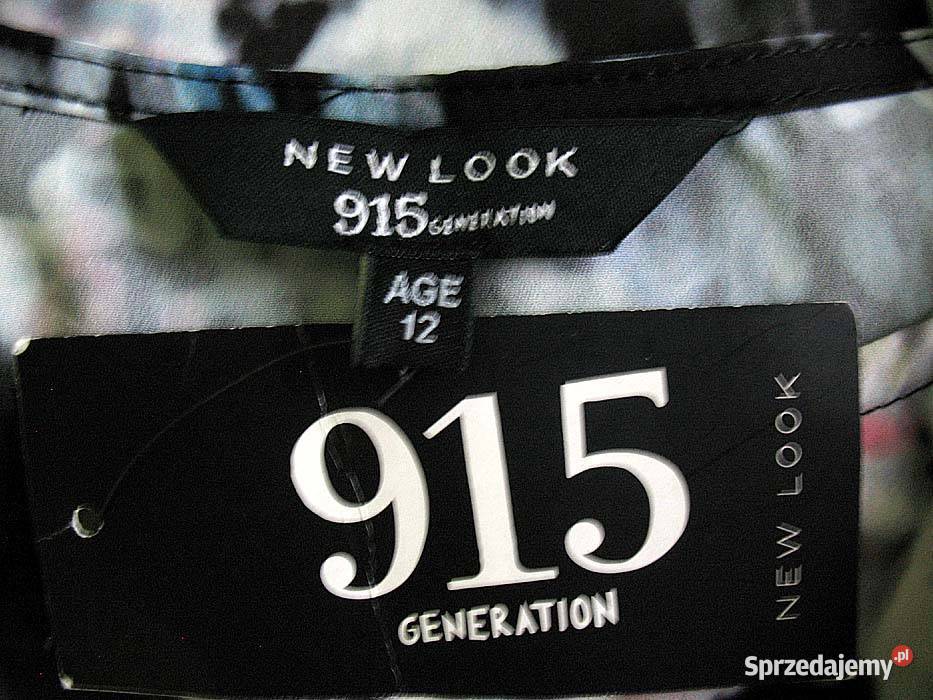 NEW LOOK
915 GENERATION
AGE
12
915
GENERATION
NEW LOOK
Sprzedajemy.pl